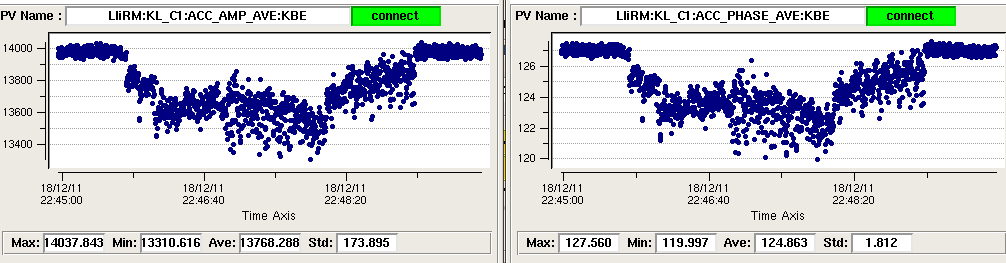 PV Name : LIiRM:KL_C1:ACC_AMP_AVE:KBE connect
14000
13800
13600
13400
18/12/11 18/12/11 18/12/11
22:45:00 22:46:40 22:48:20
Time Axis
Max: 14037.843 Min: 13310.616 Ave: 13768.288 Std: 173.895
PV Name : LIiRM:KL_C1:ACC_PHASE_AVE:KBE connect
126
124
122
120
18/12/11 18/12/11 18/12/11
22:45:00 22:46:40 22:48:20
Time Axis
Max: 127.560 Min: 119.997 Ave: 124.863 Std: 1.812